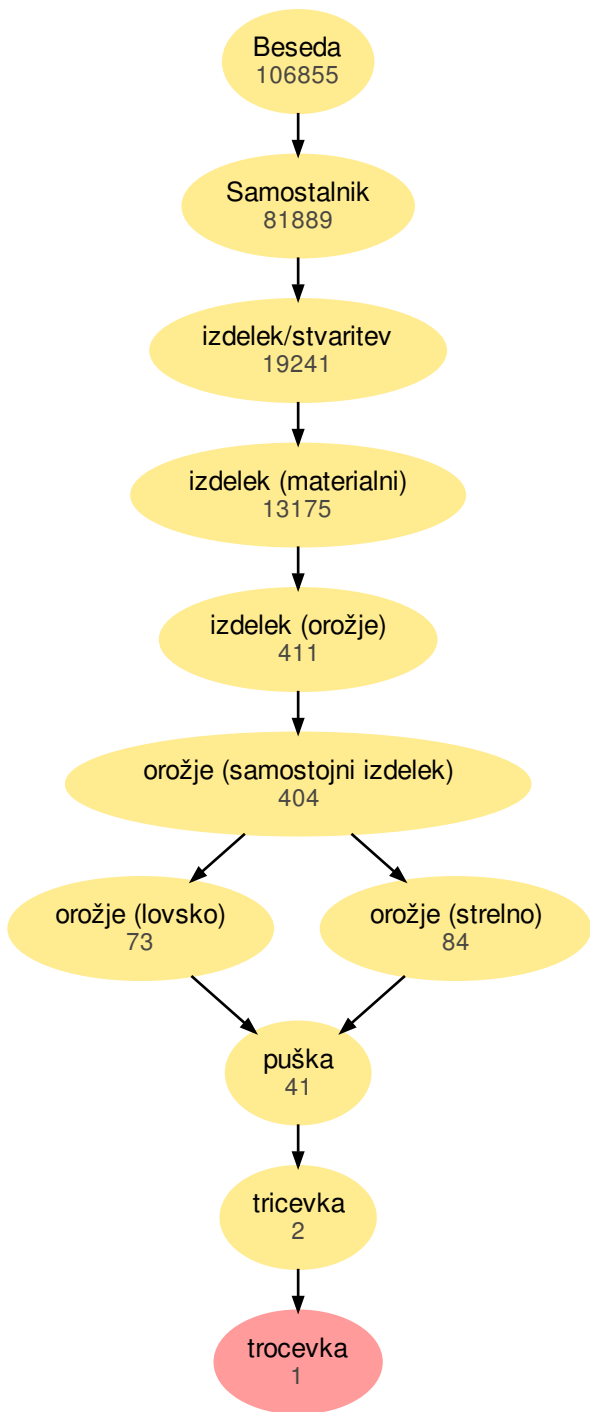 Beseda
106855
Samostalnik
81889
izdelek/stvaritev
19241
izdelek (materialni)
13175
izdelek (orožje)
411
orožje (samostojni izdelek)
404
orožje (lovsko)
73
orožje (strelno)
84
puška
41
tricevka
2
trocevka
1